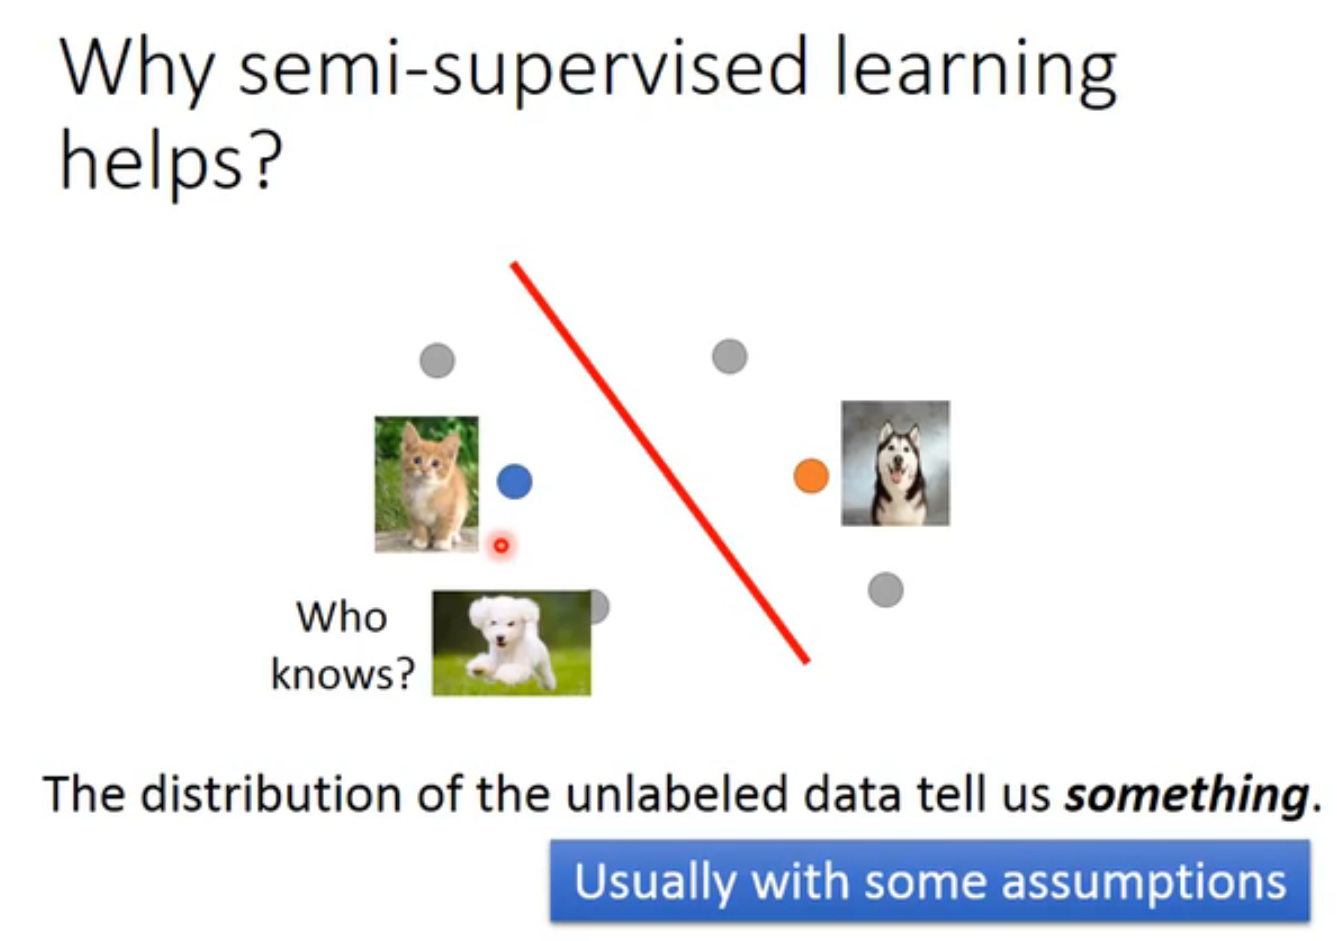 Why semi-supervised learning
helps?
Who
knows?
The distribution of the unlabeled data tell us something.
Usually with some assumptions